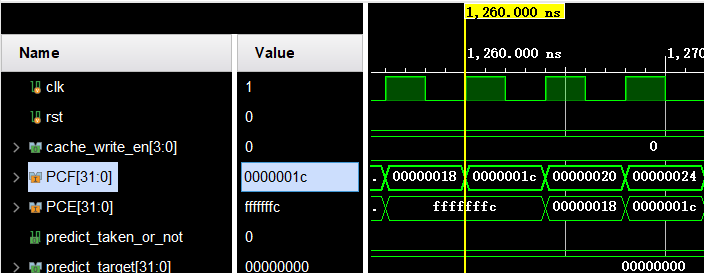 1,260.000 ns
Name Value 1,260.000 ns 1,270
clk 1
rst 0
cache_write_en[3:0] 0 0
PCF[31:0] 0000001c 00000018 0000001c 00000020 00000024
PCE[31:0] fffffffc fffffffc 00000018 0000001c
predict_taken_or_not 0
predict_target[31:0] 00000000 00000000